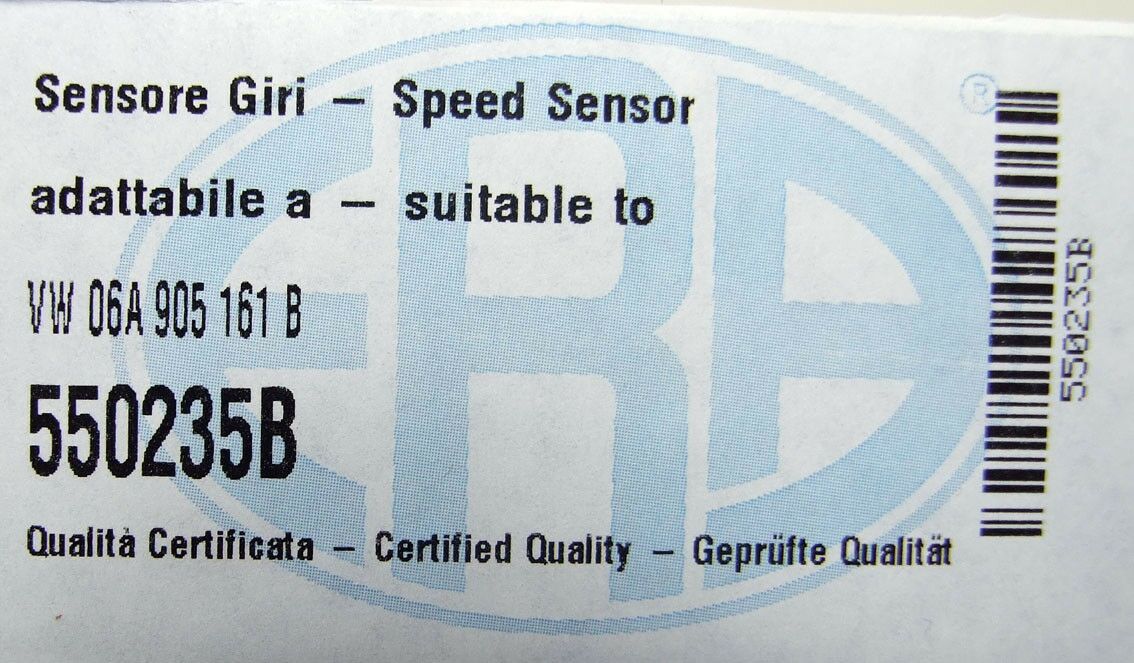 Sensore Giri – Speed Sensor
adattabile a – suitable to
VW 06A 905 161 B
550235B
Qualità Certificata – Certified Quality – Geprüfte Qualität
ERA
®
550235B